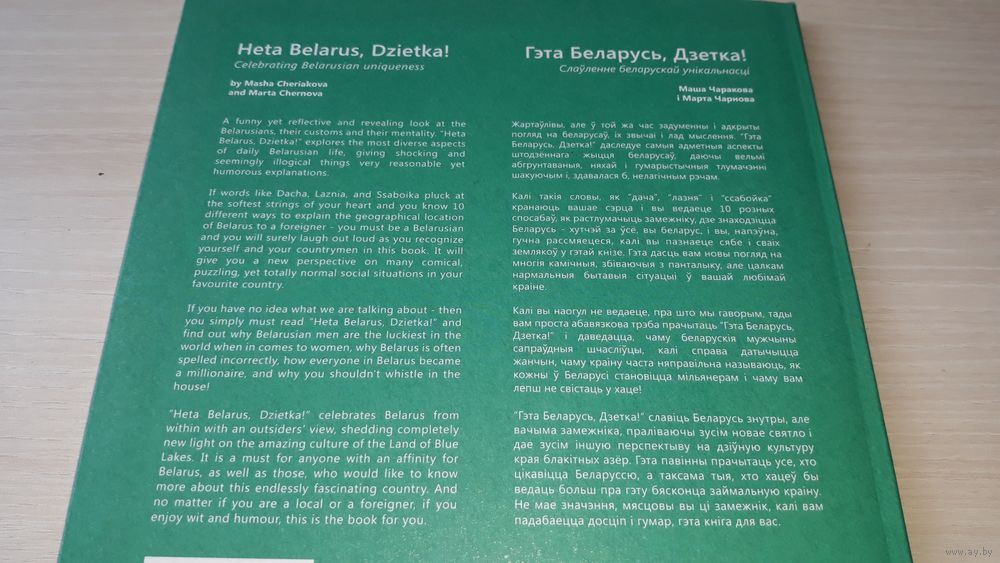 Heta Belarus, Dzietka!
Celebrating Belarusian uniqueness
by Masha Cheriakova
and Marta Chernova
A funny yet reflective and revealing look at the
Belarusians, their customs and their mentality. "Heta
Belarus, Dzietka!" explores the most diverse aspects
of daily Belarusian life, giving shocking and
seemingly illogical things very reasonable yet
humorous explanations.
If words like Dacha, Laznia, and Ssaboika pluck at
the softest strings of your heart and you know 10
different ways to explain the geographical location
of Belarus to a foreigner - you must be a Belarusian
and you will surely laugh out loud as you recognize
yourself and your countrymen in this book. It will
give you a new perspective on many comical,
puzzling, yet totally normal social situations in your
favourite country.
If you have no idea what we are talking about - then
you simply must read "Heta Belarus, Dzietka!" and
find out why Belarusian men are the luckiest in the
world when in comes to women, why Belarus is often
spelled incorrectly, how everyone in Belarus became
a millionaire, and why you shouldn't whistle in the
house!
"Heta Belarus, Dzietka!" celebrates Belarus from
within with an outsiders' view, shedding completely
new light on the amazing culture of the Land of Blue
Lakes. It is a must for anyone with an affinity for
Belarus, as well as those, who would like to know
more about this endlessly fascinating country. And
no matter if you are a local or a foreigner, if you
enjoy wit and humour, this is the book for you.
Гэта Беларусь, Дзетка!
Слаўленне беларускай унікальнасці
Маша Чаракова
і Марта Чарнова
Жартаўлівы, але ў той жа час задуменны і адкрыты
погляд на беларусаў, іх звычаі і лад мыслення. "Гэта
Беларусь, Дзетка!" даследуе самыя адметныя аспекты
штодзённага жыцця беларусаў, даючы вельмі
абгрунтаваныя, няхай і гумарыстычныя тлумачэнні
шакуючым і, здавалася б, нелагічным рэчам.
Калі такія словы, як "дача", "лазня" і "ссабойка"
кранаюць вашае сэрца і вы ведаеце 10 розных
спосабаў, як растлумачыць замежніку, дзе знаходзіцца
Беларусь - хутчэй за ўсё, вы беларус, і вы, напэўна,
гучна рассмяецеся, калі вы пазнаеце сябе і сваіх
землякоў у гэтай кнізе. Гэта дасць вам новы погляд на
многія камічныя, збіваючыя з панталыку, але цалкам
нармальныя бытавыя сітуацыі ў вашай любімай
краіне.
Калі вы наогул не ведаеце, пра што мы гаворым, тады
вам проста абавязкова трэба прачытаць "Гэта Беларусь,
Дзетка!" і даведацца, чаму беларускія мужчыны
сапраўдныя шчасліўцы, калі справа датычыцца
жанчын, чаму краіну часта няправільна называюць, як
кожны ў Беларусі становіцца мільянерам і чаму вам
лепш не свістаць у хаце!
"Гэта Беларусь, Дзетка!" славіць Беларусь знутры, але
вачыма замежніка, праліваючы зусім новае святло і
дае зусім іншую перспектыву на дзіўную культуру
края блакітных азёр. Гэта павінны прачытаць усе, хто
цікавіцца Беларуссю, а таксама тыя, хто хацеў бы
ведаць больш пра гэту бясконца займальную краіну.
Не мае значэння, мясцовы вы ці замежнік, калі вам
падабаецца досціп і гумар, гэта кніга для вас.
www.ay.by